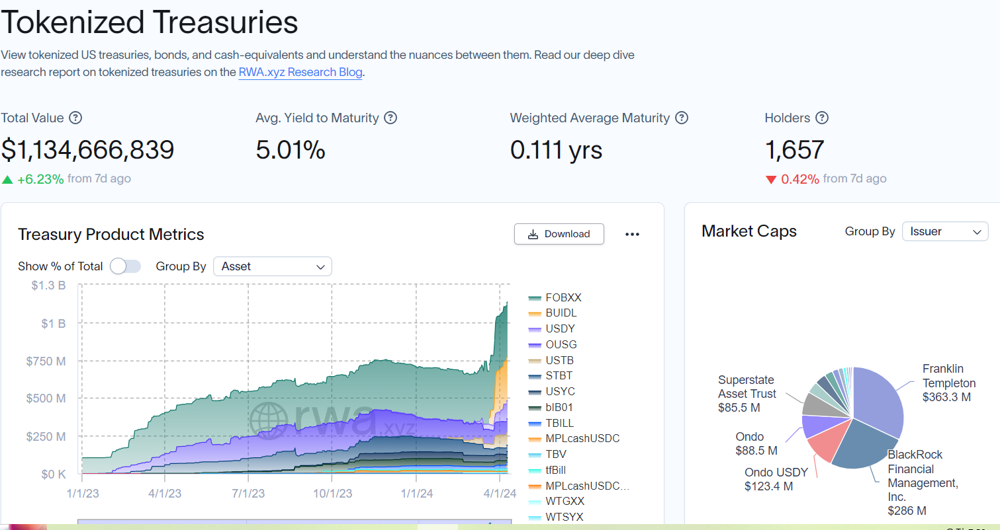 Tokenized Treasuries
View tokenized US treasuries, bonds, and cash-equivalents and understand the nuances between them. Read our deep dive
research report on tokenized treasuries on the RWA.xyz Research Blog.
Total Value ?
$1,134,666,839
+6.23% from 7d ago
Avg. Yield to Maturity ?
5.01%
Weighted Average Maturity ?
0.111 yrs
Holders ?
1,657
0.42% from 7d ago
Treasury Product Metrics
Download
Show % of Total
Group By
Asset
$1.3 B
$1 B
$750 M
$500 M
$250 M
$0 K
1/1/23
4/1/23
7/1/23
10/1/23
1/1/24
4/1/24
rwa.xyz
FOBXX
BUIDL
USDY
OUSG
USTB
STBT
USYC
bIB01
TBILL
MPLcashUSDC
TBV
tfBill
MPLcashUSDC...
WTGXX
WTSYX
Market Caps
Group By
Issuer
Franklin
Templeton
$363.3 M
Superstate
Asset Trust
$85.5 M
Ondo
$88.5 M
Ondo USDY
$123.4 M
BlackRock
Financial
Management,
Inc.
$286 M